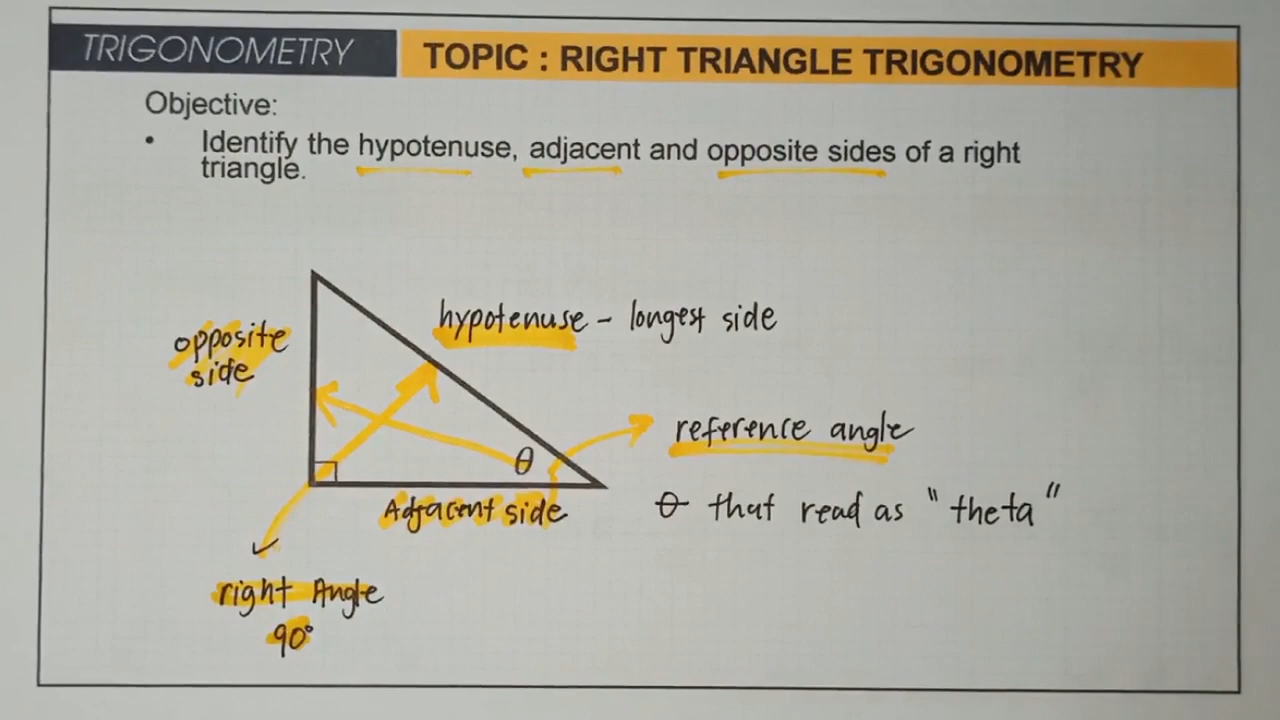 TRIGONOMETRY
TOPIC : RIGHT TRIANGLE TRIGONOMETRY
Objective:
• Identify the hypotenuse, adjacent and opposite sides of a right
triangle.
hypotenuse – longest side
opposite
side
reference angle
θ
Adjacent side
θ that read as "theta"
right Angle
90°